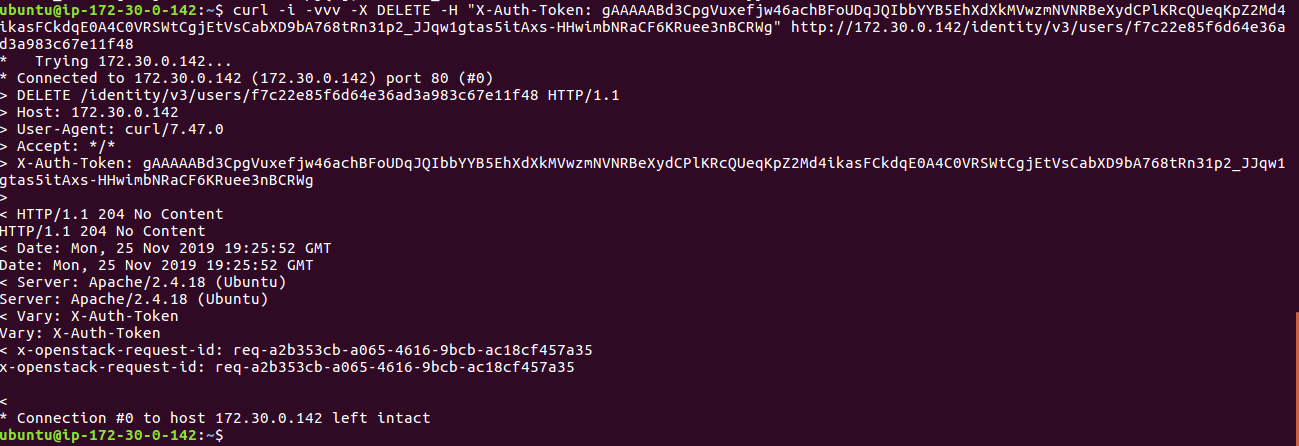 ubuntu@ip-172-30-0-142:~$ curl -i -vvv -X DELETE -H "X-Auth-Token: gAAAAABd3CpgVuxefjw46achBFoUDqJQIbbYYB5EhXdXkMVwzmNVNRBeXydCPlKRcQUeqKpZ2Md4
ikasFCkdqE0A4C0VRSWtCgjEtVsCabXD9bA768tRn31p2_JJqw1gtas5itAxs-HHwimbNRaCF6KRuee3nBCRWg" http://172.30.0.142/identity/v3/users/f7c22e85f6d64e36a
d3a983c67e11f48
*   Trying 172.30.0.142...
* Connected to 172.30.0.142 (172.30.0.142) port 80 (#0)
> DELETE /identity/v3/users/f7c22e85f6d64e36ad3a983c67e11f48 HTTP/1.1
> Host: 172.30.0.142
> User-Agent: curl/7.47.0
> Accept: */*
> X-Auth-Token: gAAAAABd3CpgVuxefjw46achBFoUDqJQIbbYYB5EhXdXkMVwzmNVNRBeXydCPlKRcQUeqKpZ2Md4ikasFCkdqE0A4C0VRSWtCgjEtVsCabXD9bA768tRn31p2_JJqw1
gtas5itAxs-HHwimbNRaCF6KRuee3nBCRWg
>
< HTTP/1.1 204 No Content
HTTP/1.1 204 No Content
< Date: Mon, 25 Nov 2019 19:25:52 GMT
Date: Mon, 25 Nov 2019 19:25:52 GMT
< Server: Apache/2.4.18 (Ubuntu)
Server: Apache/2.4.18 (Ubuntu)
< Vary: X-Auth-Token
Vary: X-Auth-Token
< x-openstack-request-id: req-a2b353cb-a065-4616-9bcb-ac18cf457a35
x-openstack-request-id: req-a2b353cb-a065-4616-9bcb-ac18cf457a35

<
* Connection #0 to host 172.30.0.142 left intact
ubuntu@ip-172-30-0-142:~$